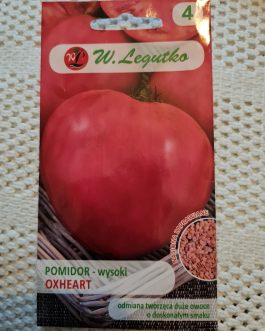 4
W. Legutko
POMIDOR - wysoki
OXHEART
odmiana tworząca duże owoce
o doskonałym smaku